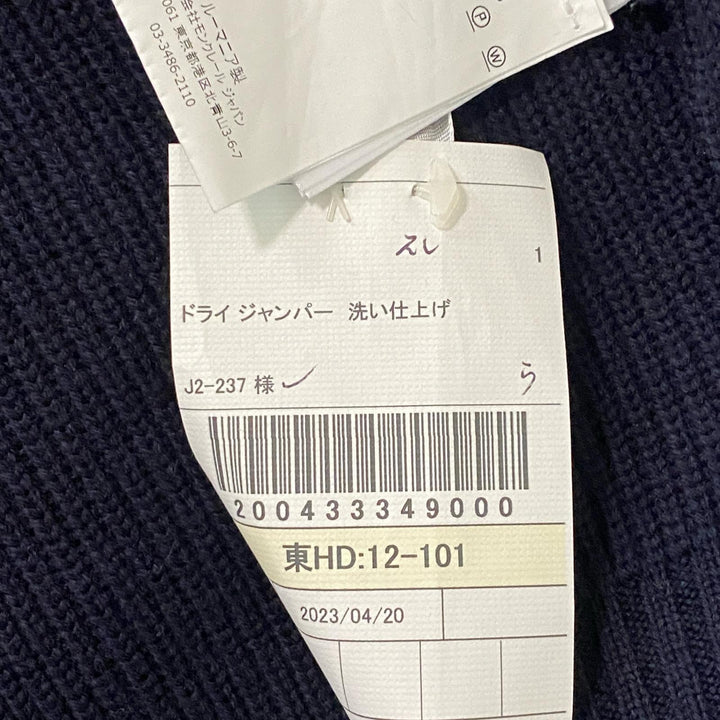 ルーマニア製
会社モンクレール ジャパン
061 東京都港区北青山3-6-7
03-3486-2110
P
W
えし
1
ドライ ジャンパー 洗い仕上げ
J2-237 様
ら
200433349000
東HD:12-101
2023/04/20